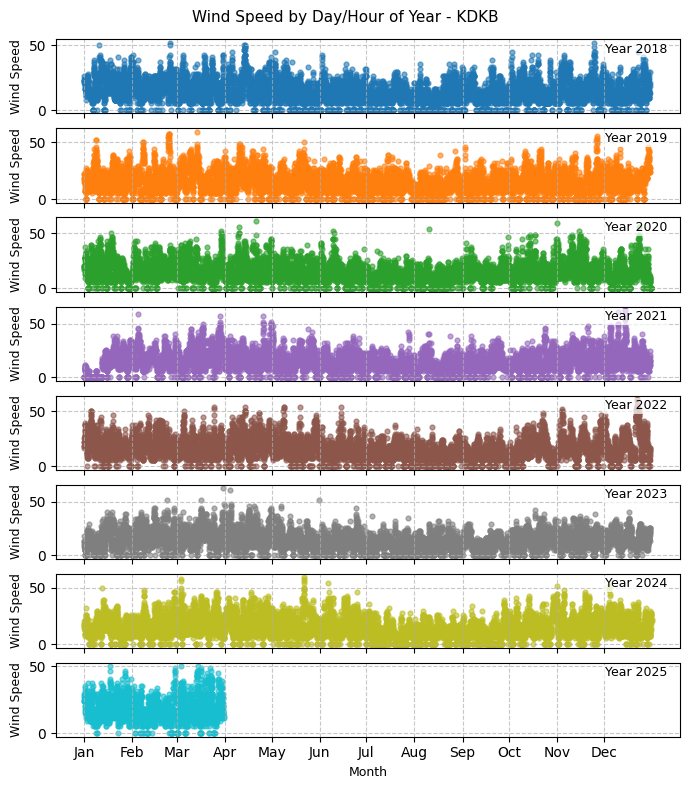 Wind Speed by Day/Hour of Year - KDKB
Wind Speed
50
0
Year 2018
Wind Speed
50
0
Year 2019
Wind Speed
50
0
Year 2020
Wind Speed
50
0
Year 2021
Wind Speed
50
0
Year 2022
Wind Speed
50
0
Year 2023
Wind Speed
50
0
Year 2024
Wind Speed
50
0
Year 2025
Jan Feb Mar Apr May Jun Jul Aug Sep Oct Nov Dec
Month